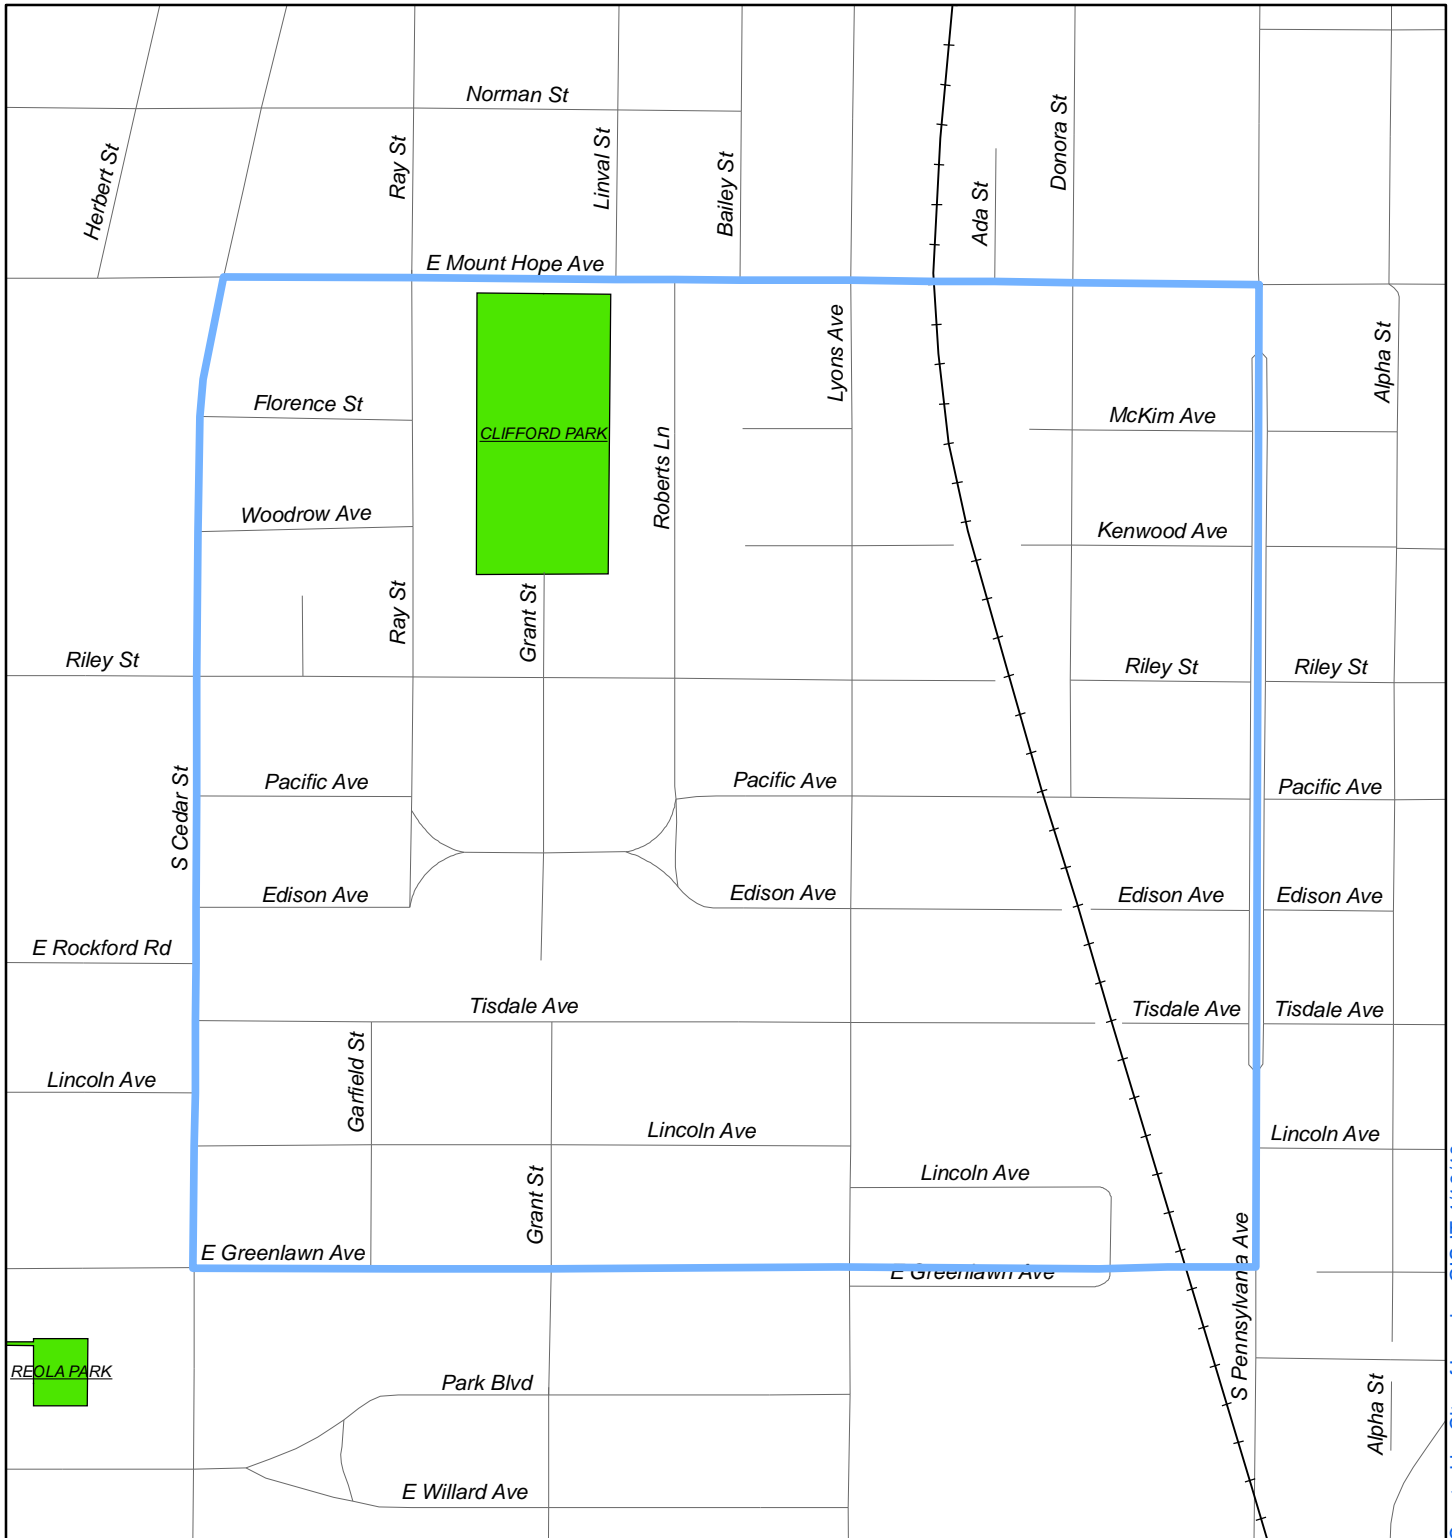 Norman St
Herbert St
Ray St
Linval St
Bailey St
Ada St
Donora St
E Mount Hope Ave
Lyons Ave
Alpha St
Florence St
CLIFFORD PARK
McKim Ave
Roberts Ln
Woodrow Ave
Kenwood Ave
Ray St
Grant St
Riley St
Riley St
Riley St
S Cedar St
Pacific Ave
Pacific Ave
Pacific Ave
Edison Ave
Edison Ave
Edison Ave
Edison Ave
E Rockford Rd
Tisdale Ave
Tisdale Ave
Tisdale Ave
Garfield St
Lincoln Ave
Lincoln Ave
Lincoln Ave
Lincoln Ave
Grant St
E Greenlawn Ave
E Greenlawn Ave
S Pennsylvania Ave
REOLA PARK
Park Blvd
Alpha St
E Willard Ave